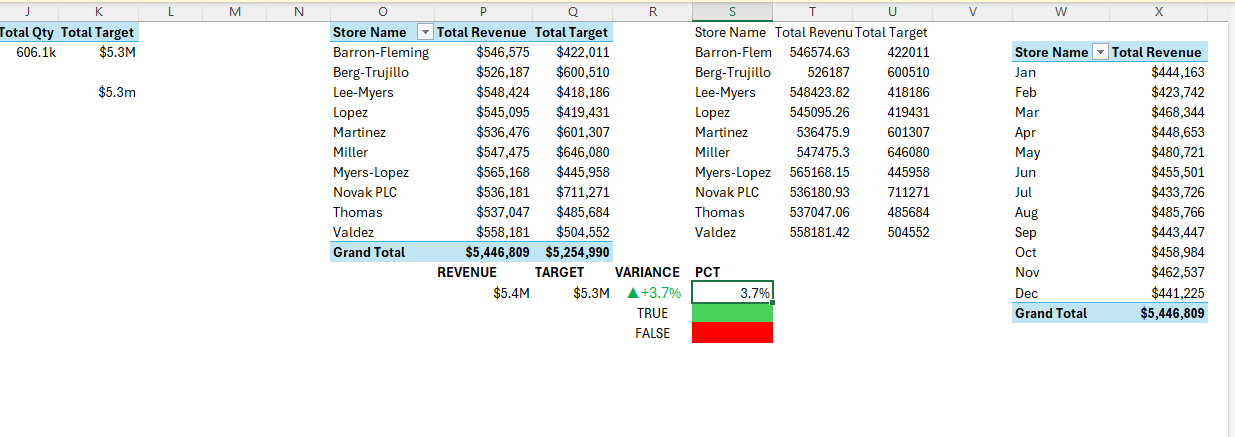 J K L M N O P Q R S T U V W X
Total Qty Total Target Store Name Total Revenue Total Target Store Name Total Revenu Total Target
606.1k $5.3M Barron-Fleming $546,575 $422,011 Barron-Flem 546574.63 422011 Store Name Total Revenue
Berg-Trujillo $526,187 $600,510 Berg-Trujillo 526187 600510 Jan $444,163
$5.3m Lee-Myers $548,424 $418,186 Lee-Myers 548423.82 418186 Feb $423,742
Lopez $545,095 $419,431 Lopez 545095.26 419431 Mar $468,344
Martinez $536,476 $601,307 Martinez 536475.9 601307 Apr $448,653
Miller $547,475 $646,080 Miller 547475.3 646080 May $480,721
Myers-Lopez $565,168 $445,958 Myers-Lopez 565168.15 445958 Jun $455,501
Novak PLC $536,181 $711,271 Novak PLC 536180.93 711271 Jul $433,726
Thomas $537,047 $485,684 Thomas 537047.06 485684 Aug $485,766
Valdez $558,181 $504,552 Valdez 558181.42 504552 Sep $443,447
Grand Total $5,446,809 $5,254,990 Oct $458,984
REVENUE TARGET VARIANCE PCT Nov $462,537
$5.4M $5.3M ▲+3.7% 3.7% Dec $441,225
TRUE Grand Total $5,446,809
FALSE